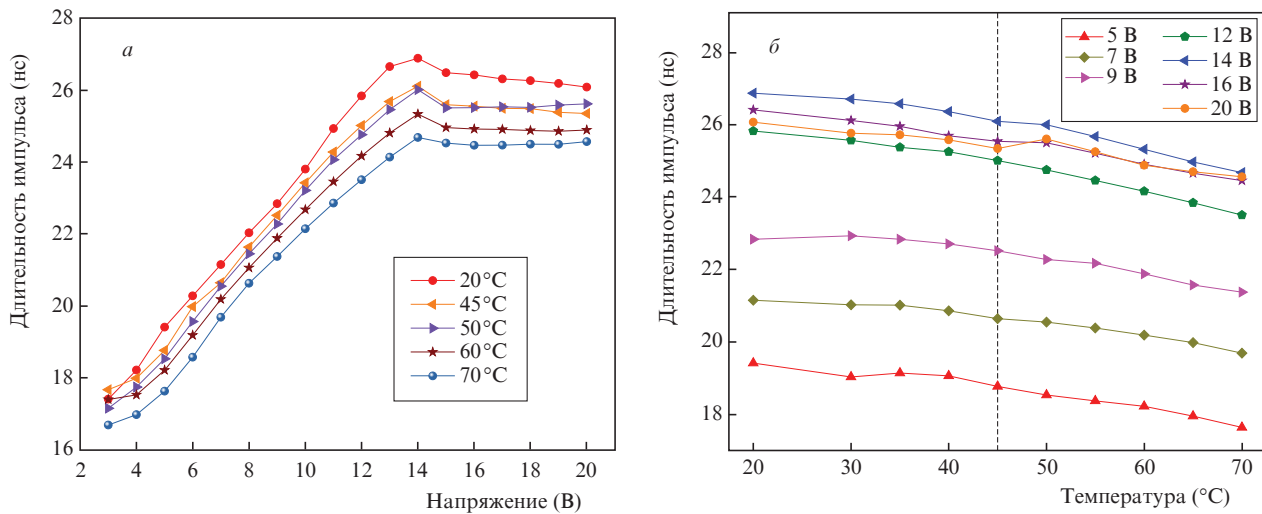 а
Длительность импульса (нс)
28
26
24
22
20
18
16
2 4 6 8 10 12 14 16 18 20
Напряжение (В)
20 °C
45 °C
50 °C
60 °C
70 °C
б
Длительность импульса (нс)
28
26
24
22
20
18
20 30 40 50 60 70
Температура (°C)
5 В
7 В
9 В
12 В
14 В
16 В
20 В